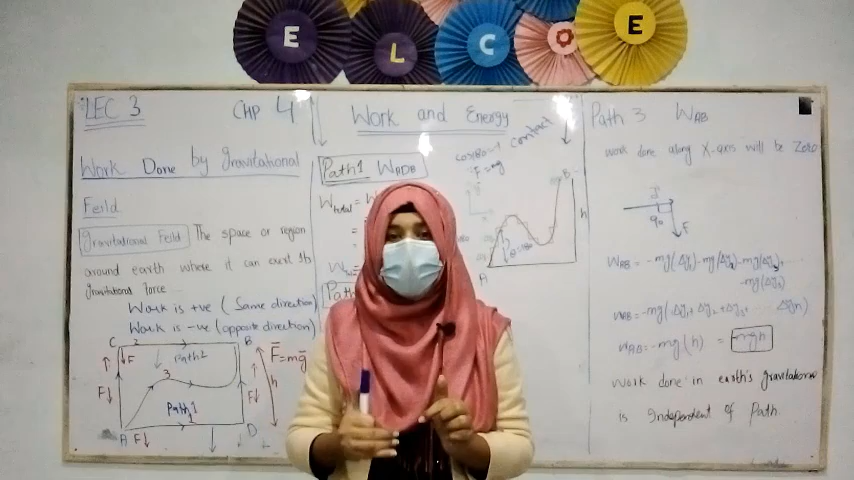 E L C O E
LEC 3
CHP 4
Work Done by Gravitational
Feild
Gravitational Feild The space or region
around earth where it can exert its
gravitational force
Work is +ve (Same direction)
Work is -ve (opposite direction)
C 2 B
F Path2
3
F F
Path1
1
A F D
F = mg
h
Work and Energy
Path1 WADB
Wtotal =
F = mg
B
h
A
Path 3 WAB
Work done along X-axis will be Zero
d
90
F
WAB = -mg(Δy1) -mg(Δy2) -mg(Δy3)
WAB = -mg(Δy1 + Δy2 + Δy3 Δyn)
WAB = -mg(h) = -mgh
Work done in earth's gravitational
is Independent of Path